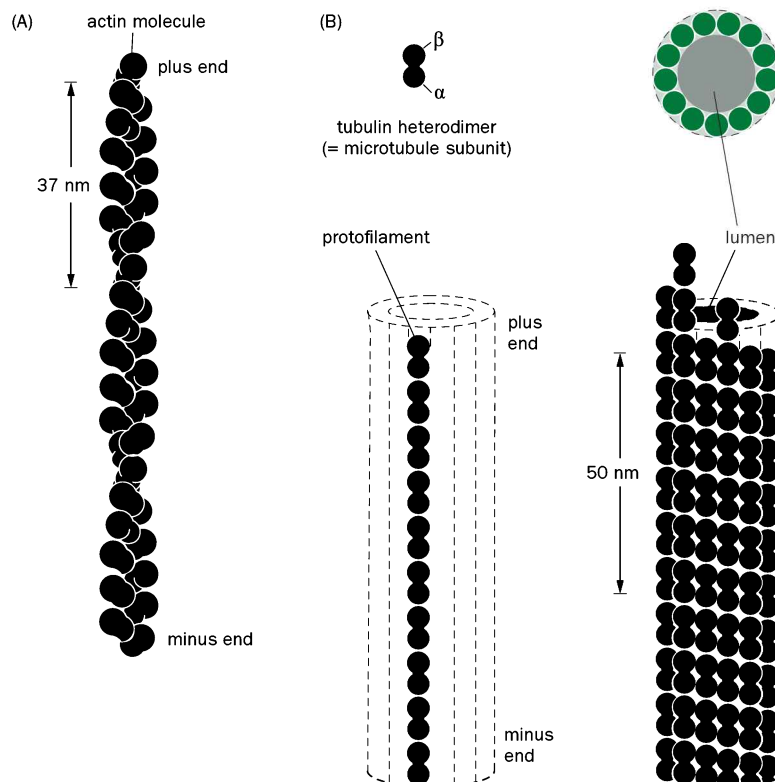 (A)
actin molecule
plus end
37 nm
minus end
(B)
β
α
tubulin heterodimer
(= microtubule subunit)
protofilament
plus
end
minus
end
lumen
50 nm